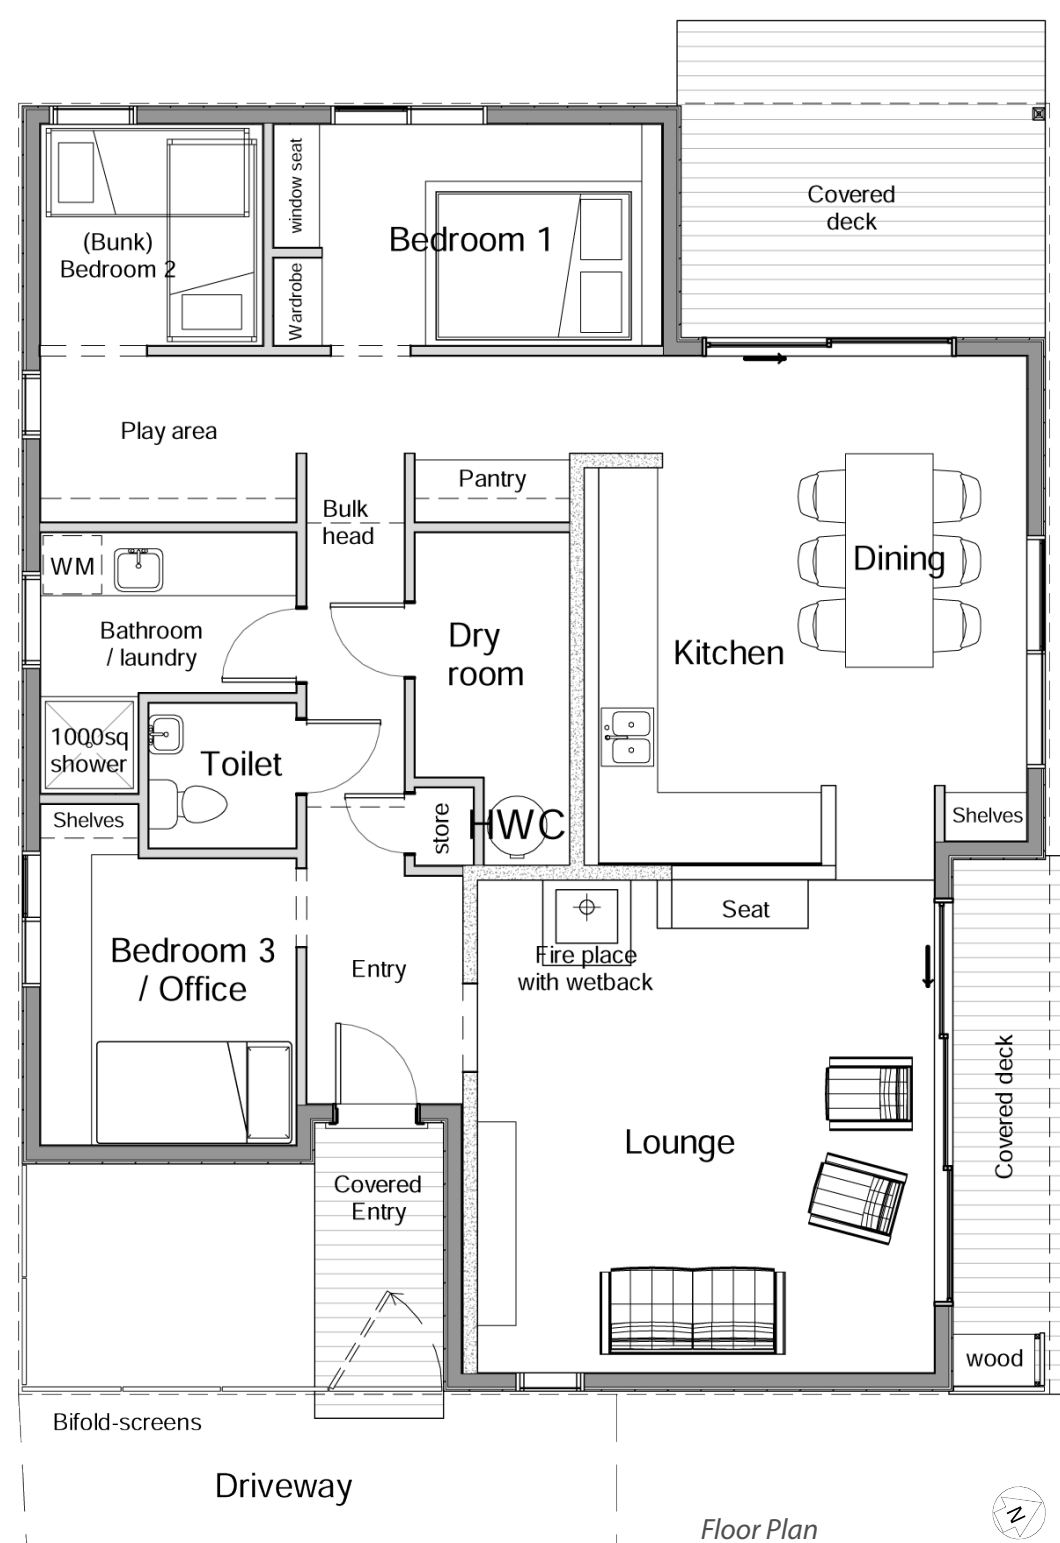 Covered
deck
window seat
(Bunk)
Bedroom 2
Bedroom 1
Wardrobe
Play area
Pantry
Bulk
head
WM
Dining
Bathroom
/ laundry
Dry
room
Kitchen
1000sq
shower
Toilet
Shelves
store
HWC
Shelves
Seat
Bedroom 3
/ Office
Entry
Fire place
with wetback
Covered deck
Lounge
Covered
Entry
wood
Bifold-screens
Driveway
Floor Plan
N